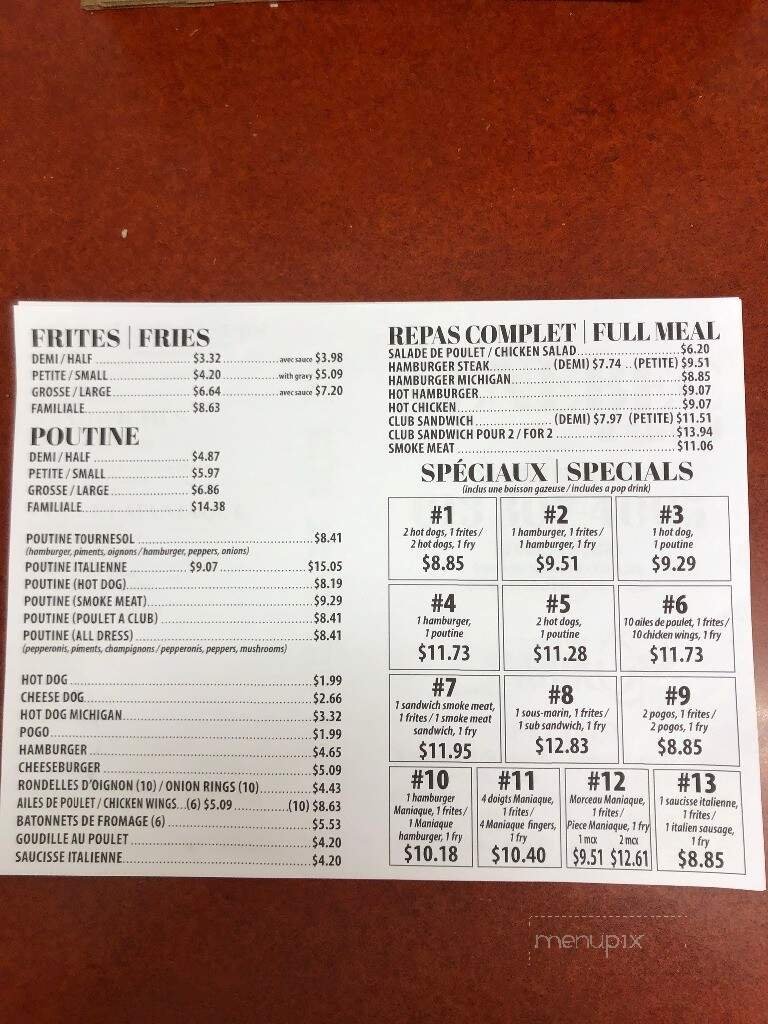 FRITES | FRIES
DEMI / HALF $3.32 avec sauce $3.98
PETITE / SMALL $4.20 with gravy $5.09
GROSSE / LARGE $6.64 avec sauce $7.20
FAMILIALE $8.63
POUTINE
DEMI / HALF $4.87
PETITE / SMALL $5.97
GROSSE / LARGE $6.86
FAMILIALE $14.38
POUTINE TOURNESOL $8.41
(hamburger, piments, oignons / hamburger, peppers, onions)
POUTINE ITALIENNE $9.07 $15.05
POUTINE (HOT DOG) $8.19
POUTINE (SMOKE MEAT) $9.29
POUTINE (POULET A CLUB) $8.41
POUTINE (ALL DRESS) $8.41
(pepperonis, piments, champignons / pepperonis, peppers, mushrooms)
HOT DOG $1.99
CHEESE DOG $2.66
HOT DOG MICHIGAN $3.32
POGO $1.99
HAMBURGER $4.65
CHEESEBURGER $5.09
RONDELLES D'OIGNON (10) / ONION RINGS (10) $4.43
AILES DE POULET / CHICKEN WINGS...(6) $5.09 (10) $8.63
BATONNETS DE FROMAGE (6) $5.53
GOUDILLE AU POULET $4.20
SAUCISSE ITALIENNE $4.20
REPAS COMPLET | FULL MEAL
SALADE DE POULET / CHICKEN SALAD $6.20
HAMBURGER STEAK (DEMI) $7.74 .. (PETITE) $9.51
HAMBURGER MICHIGAN $8.85
HOT HAMBURGER $9.07
HOT CHICKEN $9.07
CLUB SANDWICH (DEMI) $7.97 (PETITE) $11.51
CLUB SANDWICH POUR 2 / FOR 2 $13.94
SMOKE MEAT $11.06
SPÉCIAUX | SPECIALS
(inclus une boisson gazeuse / includes a pop drink)
#1
2 hot dogs, 1 frites /
2 hot dogs, 1 fry
$8.85
#2
1 hamburger, 1 frites /
1 hamburger, 1 fry
$9.51
#3
1 hot dog,
1 poutine
$9.29
#4
1 hamburger,
1 poutine
$11.73
#5
2 hot dogs,
1 poutine
$11.28
#6
10 ailes de poulet, 1 frites /
10 chicken wings, 1 fry
$11.73
#7
1 sandwich smoke meat,
1 frites / 1 smoke meat
sandwich, 1 fry
$11.95
#8
1 sous-marin, 1 frites /
1 sub sandwich, 1 fry
$12.83
#9
2 pogos, 1 frites /
2 pogos, 1 fry
$8.85
#10
1 hamburger
Maniaque, 1 frites /
1 Maniaque
hamburger, 1 fry
$10.18
#11
4 doigts Maniaque,
1 frites /
4 Maniaque fingers,
1 fry
$10.40
#12
Morceau Maniaque,
1 frites /
Piece Maniaque, 1 fry
1 mcx 2 mcx
$9.51 $12.61
#13
1 saucisse italienne,
1 frites /
1 italien sausage,
1 fry
$8.85
menupix